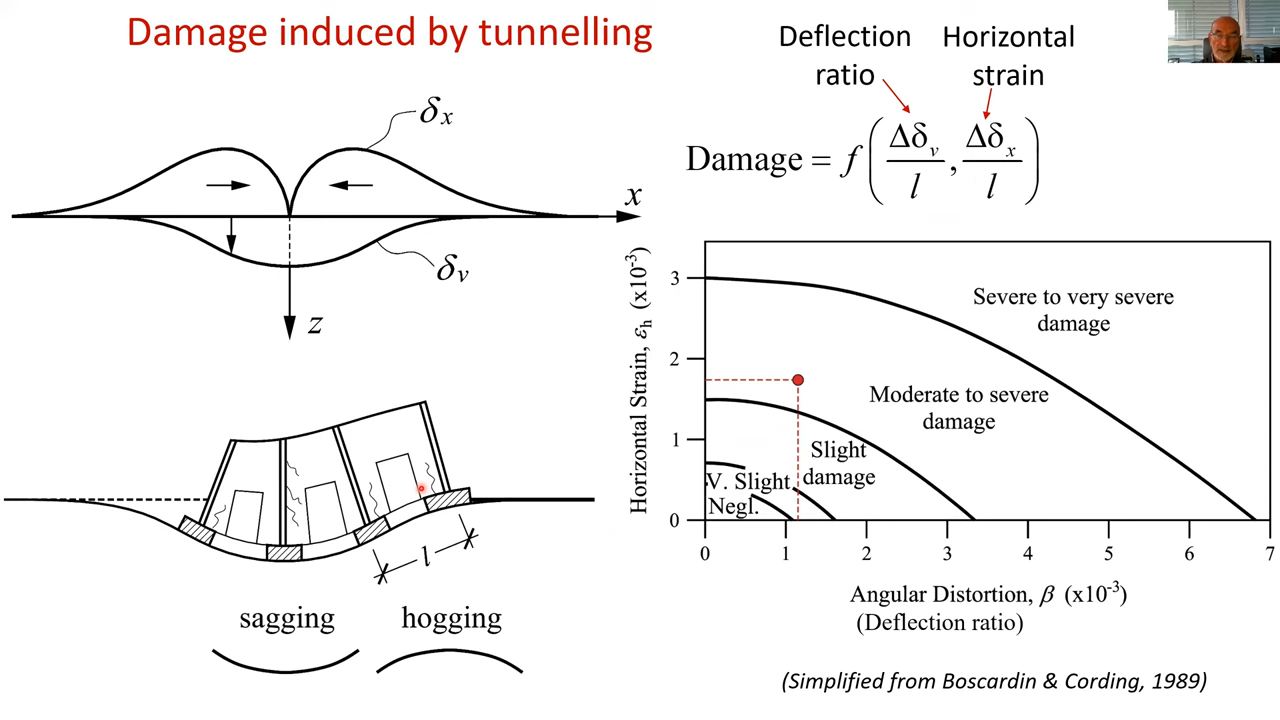 Damage induced by tunnelling
δx
x
δv
z
l
sagging
hogging
Deflection ratio
Horizontal strain
Damage = f(Δδv/l, Δδx/l)
Horizontal Strain, εh (x10⁻³)
3
2
1
0
Severe to very severe
damage
Moderate to severe
damage
Slight
damage
V. Slight
Negl.
0 1 2 3 4 5 6 7
Angular Distortion, β (x10⁻³)
(Deflection ratio)
(Simplified from Boscardin & Cording, 1989)